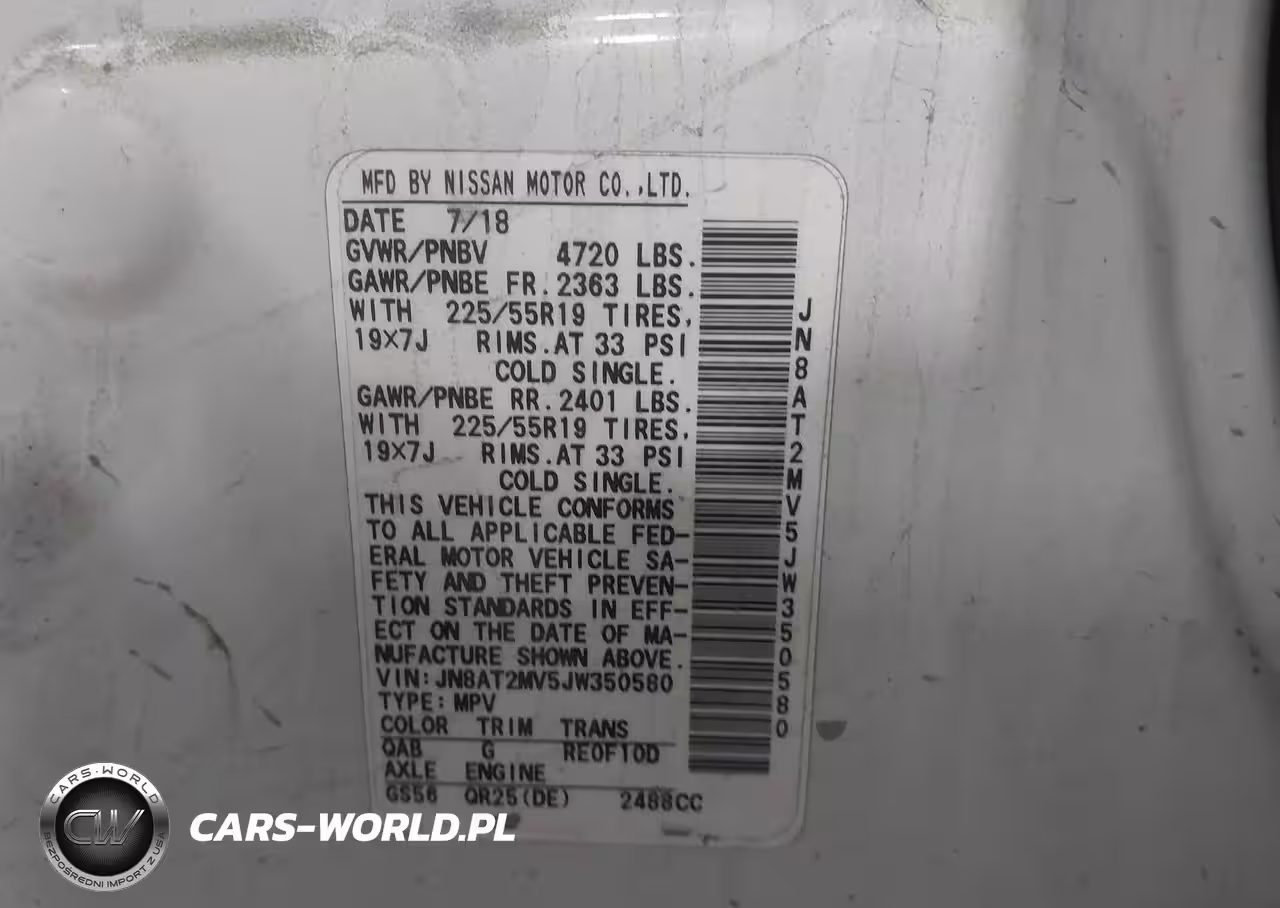 MFD BY NISSAN MOTOR CO.,LTD.
DATE 7/18
GVWR/PNBV 4720 LBS.
GAWR/PNBE FR.2363 LBS.
WITH 225/55R19 TIRES,
19×7J RIMS.AT 33 PSI
COLD SINGLE.
GAWR/PNBE RR.2401 LBS.
WITH 225/55R19 TIRES,
19×7J RIMS.AT 33 PSI
COLD SINGLE.
THIS VEHICLE CONFORMS
TO ALL APPLICABLE FED-
ERAL MOTOR VEHICLE SA-
FETY AND THEFT PREVEN-
TION STANDARDS IN EFF-
ECT ON THE DATE OF MA-
NUFACTURE SHOWN ABOVE.
VIN:JN8AT2MV5JW350580
TYPE:MPV
COLOR TRIM TRANS
QAB G RE0F10D
AXLE ENGINE
GS56 QR25(DE) 2488CC
JN8AT2MV5JW350580
CARS-WORLD
CW
BEZPOŚREDNI IMPORT Z USA
CARS-WORLD.PL